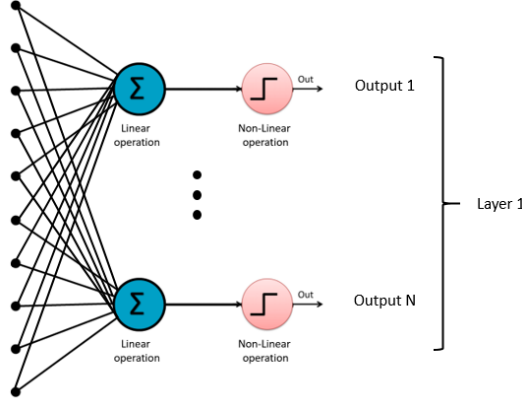 Σ
Out
Output 1
Linear
operation
Non-Linear
operation
Layer 1
Σ
Out
Output N
Linear
operation
Non-Linear
operation